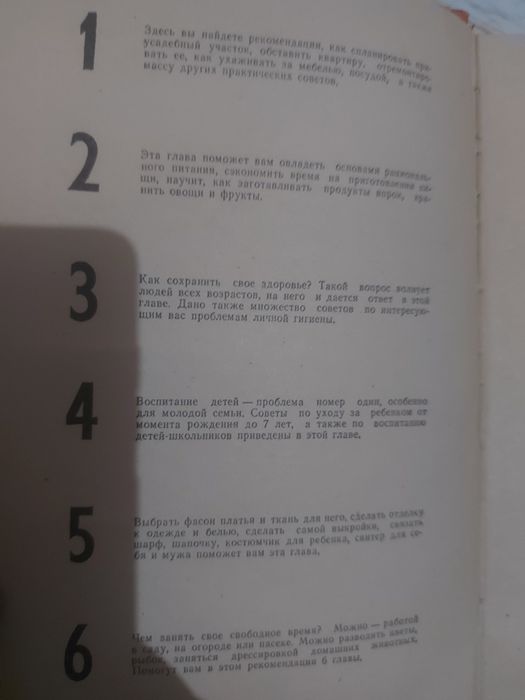 1
Здесь вы найдете рекомендации, как спланировать при-
усадебный участок, обставить квартиру, отремонтиро-
вать ее, как ухаживать за мебелью, посудой, а также
массу других практических советов.
2
Эта глава поможет вам овладеть основами рациональ-
ного питания, сэкономить время на приготовление пи-
щи, научит, как заготавливать продукты впрок, хра-
нить овощи и фрукты.
3
Как сохранить свое здоровье? Такой вопрос волнует
людей всех возрастов, на него и дается ответ в этой
главе. Дано также множество советов по интересую-
щим вас проблемам личной гигиены.
4
Воспитание детей — проблема номер один, особенно
для молодой семьи. Советы по уходу за ребенком от
момента рождения до 7 лет, а также по воспитанию
детей-школьников приведены в этой главе.
5
Выбрать фасон платья и ткань для него, сделать отделку
к одежде и белью, сделать самой выкройки, связать
шарф, шапочку, костюмчик для ребенка, свитер для се-
бя и мужа поможет вам эта глава.
6
Чем занять свое свободное время? Можно — работой
в саду, на огороде или пасеке. Можно разводить цветы,
рыбок, заняться дрессировкой домашних животных.
Помогут вам в этом рекомендации 6 главы.